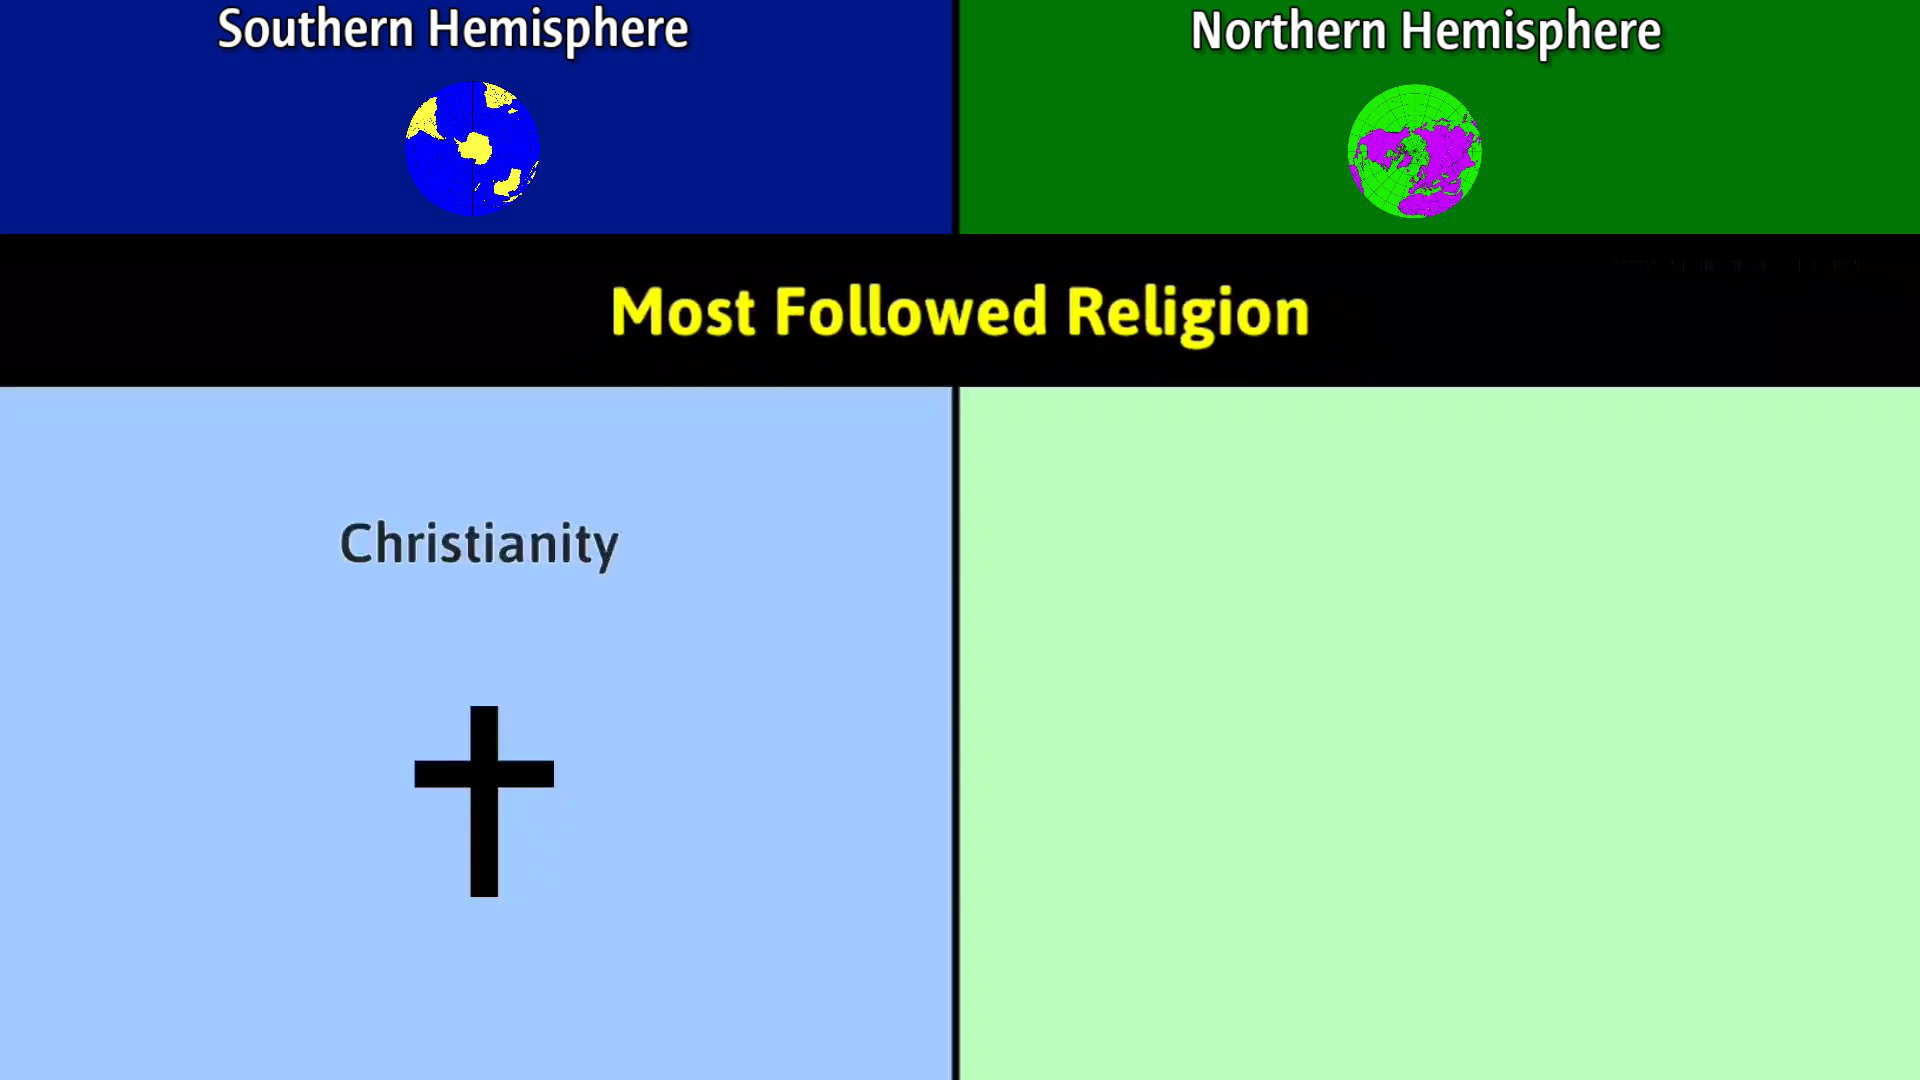 Southern Hemisphere
Northern Hemisphere
Most Followed Religion
Christianity